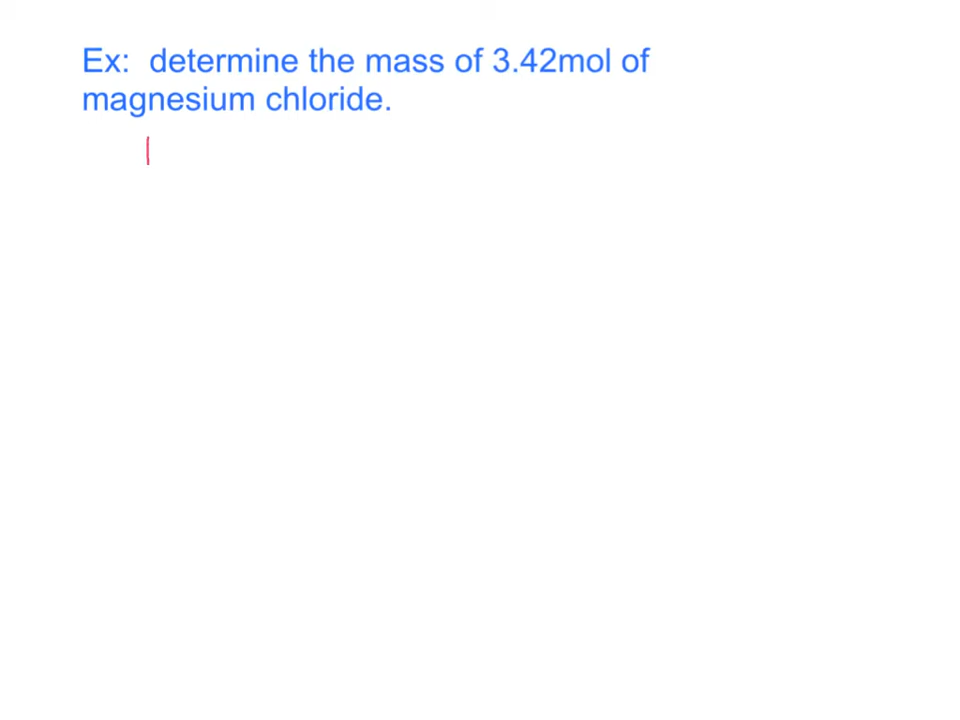 Ex:  determine the mass of 3.42mol of
magnesium chloride.